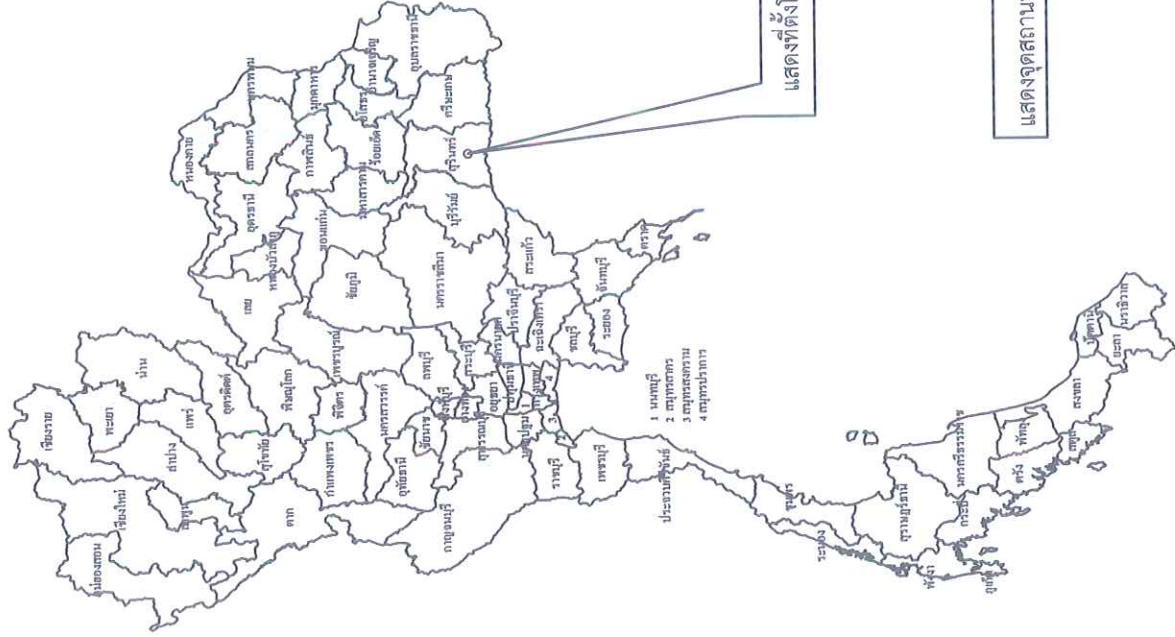 เชียงราย
พะเยา
น่าน
แม่ฮ่องสอน
เชียงใหม่
ลำปาง
แพร่
ลำพูน
อุตรดิตถ์
ตาก
สุโขทัย
พิษณุโลก
กำแพงเพชร
พิจิตร
เพชรบูรณ์
เลย
หนองบัวลำภู
อุดรธานี
หนองคาย
สกลนคร
นครพนม
ขอนแก่น
กาฬสินธุ์
มุกดาหาร
ชัยภูมิ
มหาสารคาม
ร้อยเอ็ด
ยโสธร
อำนาจเจริญ
อุบลราชธานี
นครราชสีมา
บุรีรัมย์
สุรินทร์
ศรีสะเกษ
นครสวรรค์
อุทัยธานี
ชัยนาท
ลพบุรี
สระบุรี
กาญจนบุรี
สุพรรณบุรี
นครนายก
ปราจีนบุรี
สระแก้ว
ฉะเชิงเทรา
ชลบุรี
ระยอง
จันทบุรี
ตราด
ราชบุรี
เพชรบุรี
ประจวบคีรีขันธ์
1 นนทบุรี
2 สมุทรสาคร
3 สมุทรสงคราม
4 สมุทรปราการ
1
3
2
4
ชุมพร
ระนอง
สุราษฎร์ธานี
นครศรีธรรมราช
พังงา
ภูเก็ต
กระบี่
ตรัง
พัทลุง
สตูล
สงขลา
ปัตตานี
ยะลา
นราธิวาส
แสดงที่ตั้งโ
แสดงจุดสถาน